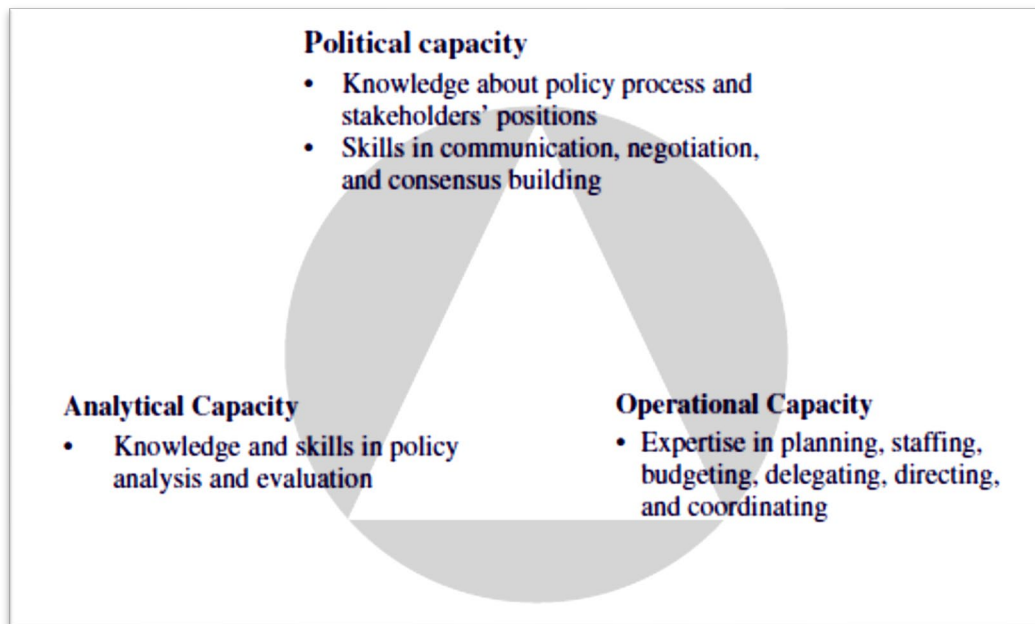 Political capacity
• Knowledge about policy process and
stakeholders' positions
• Skills in communication, negotiation,
and consensus building
Analytical Capacity
• Knowledge and skills in policy
analysis and evaluation
Operational Capacity
• Expertise in planning, staffing,
budgeting, delegating, directing,
and coordinating